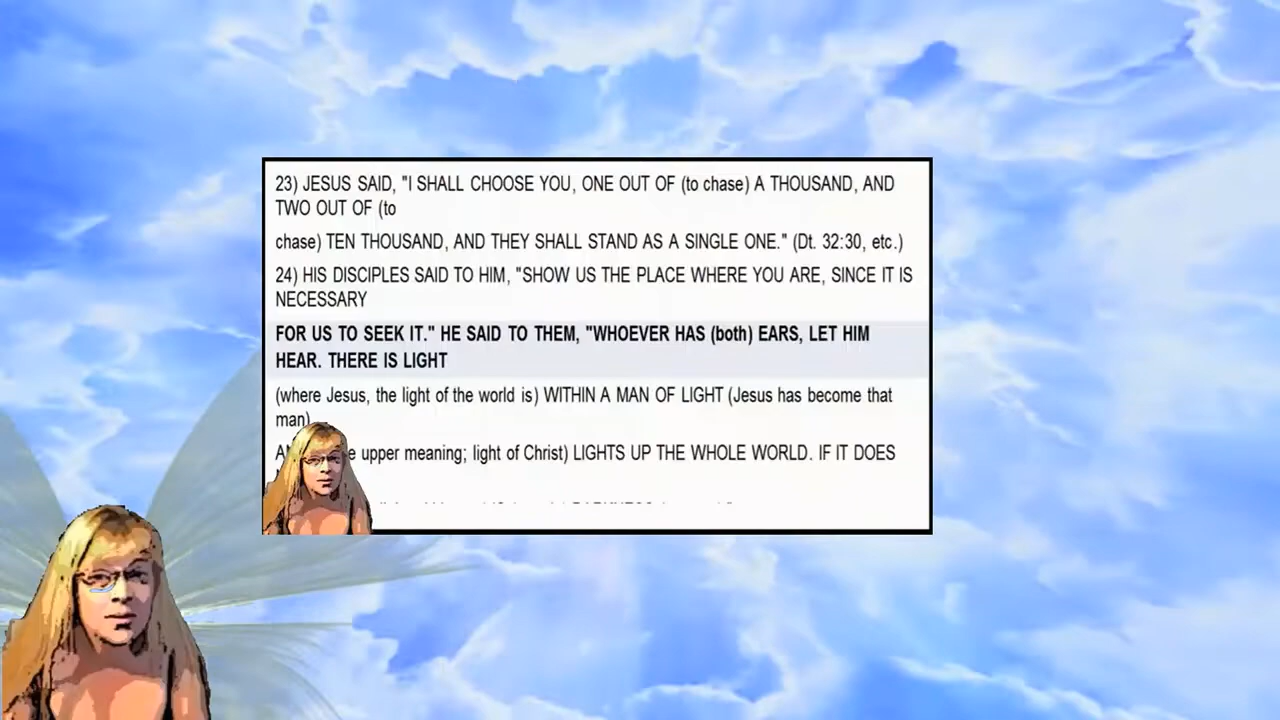 23) JESUS SAID, "I SHALL CHOOSE YOU, ONE OUT OF (to chase) A THOUSAND, AND
TWO OUT OF (to
chase) TEN THOUSAND, AND THEY SHALL STAND AS A SINGLE ONE." (Dt. 32:30, etc.)
24) HIS DISCIPLES SAID TO HIM, "SHOW US THE PLACE WHERE YOU ARE, SINCE IT IS
NECESSARY
FOR US TO SEEK IT." HE SAID TO THEM, "WHOEVER HAS (both) EARS, LET HIM
HEAR. THERE IS LIGHT
(where Jesus, the light of the world is) WITHIN A MAN OF LIGHT (Jesus has become that
man)
upper meaning; light of Christ) LIGHTS UP THE WHOLE WORLD. IF IT DOES